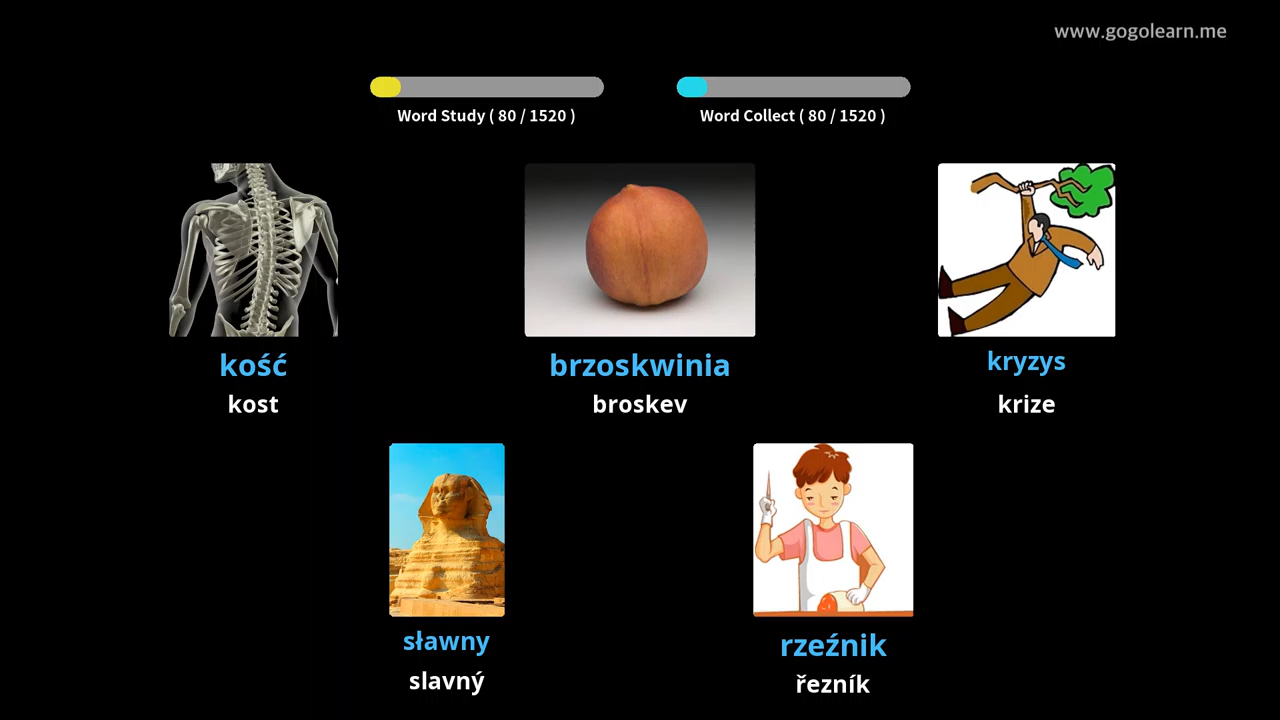 www.gogolearn.me
Word Study ( 80 / 1520 )
Word Collect ( 80 / 1520 )
kość
kost
brzoskwinia
broskev
kryzys
krize
sławny
slavný
rzeźnik
řezník